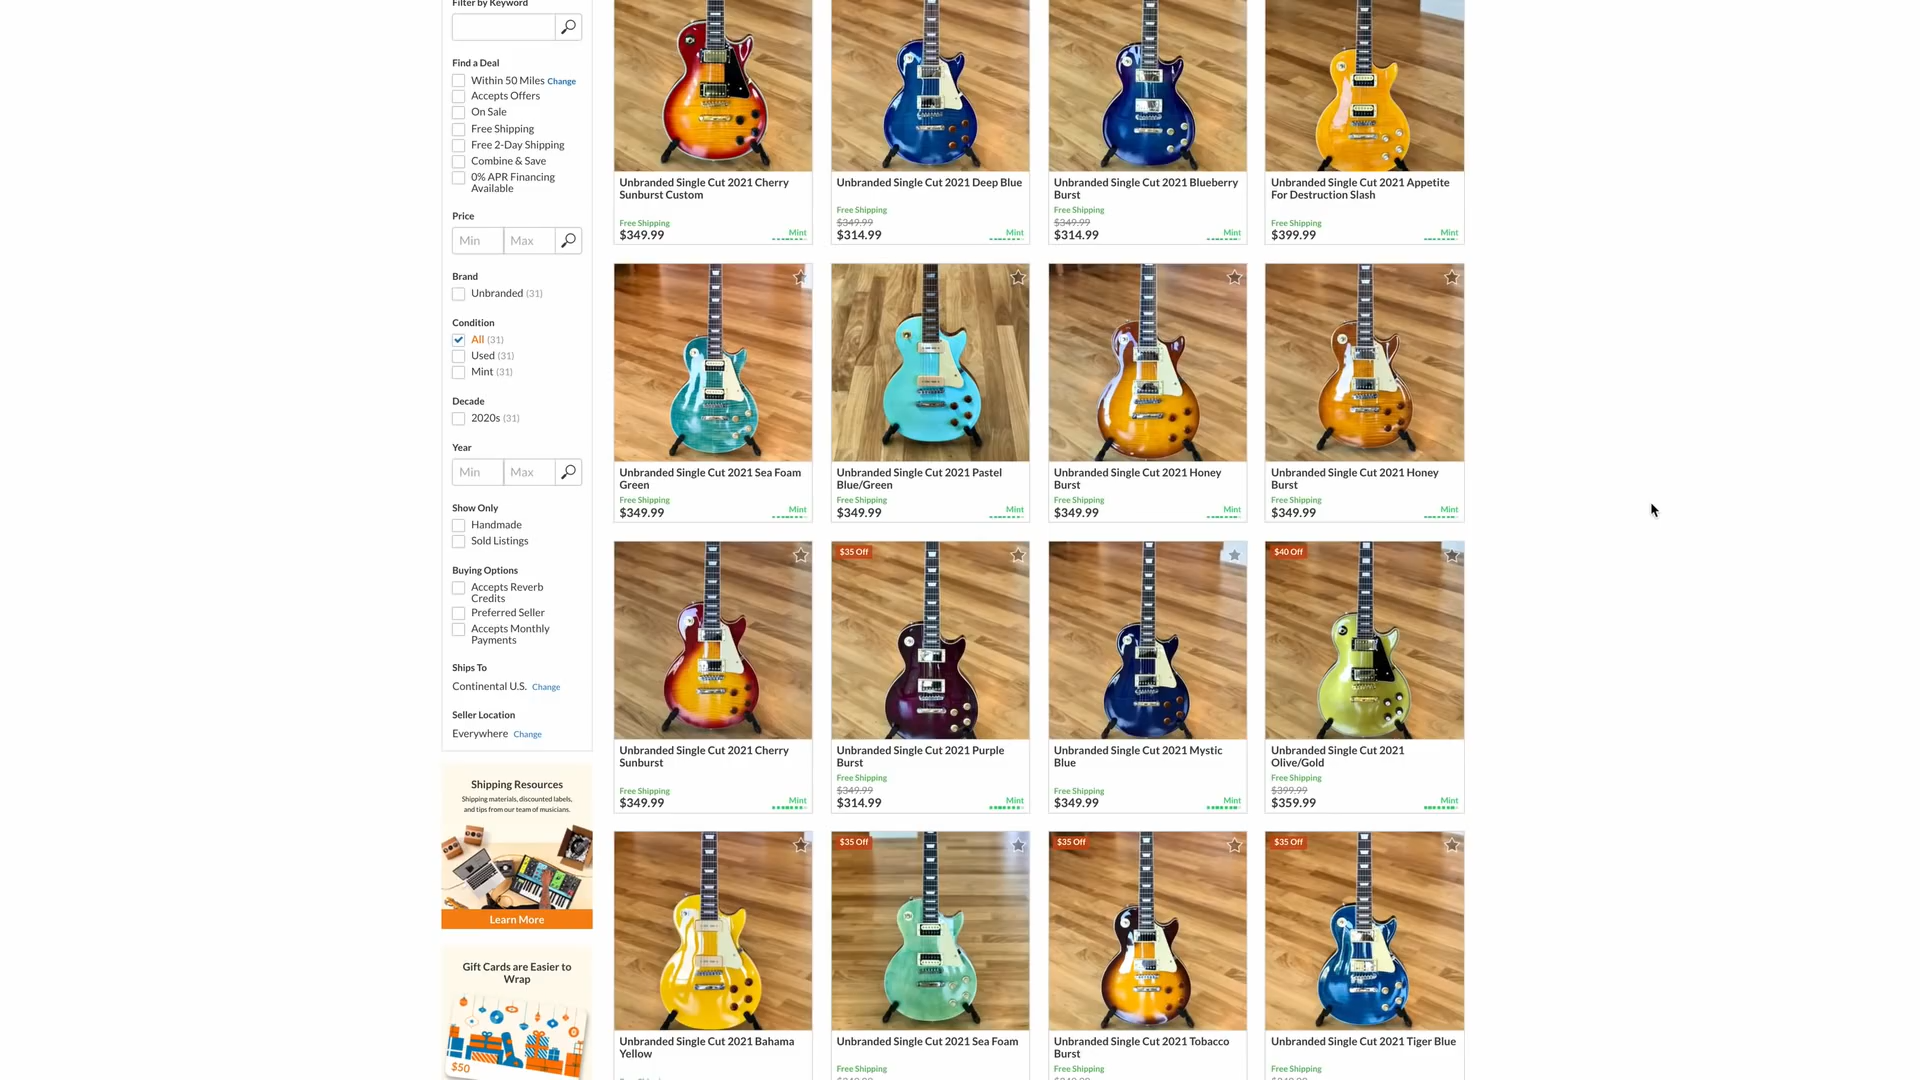 Filter by Keyword
Find a Deal
Within 50 Miles Change
Accepts Offers
On Sale
Free Shipping
Free 2-Day Shipping
Combine & Save
0% APR Financing
Available
Price
Min Max
Brand
Unbranded (31)
Condition
All (31)
Used (31)
Mint (31)
Decade
2020s (31)
Year
Min Max
Show Only
Handmade
Sold Listings
Buying Options
Accepts Reverb
Credits
Preferred Seller
Accepts Monthly
Payments
Ships To
Continental U.S. Change
Seller Location
Everywhere Change
Shipping Resources
Shipping materials, discounted labels,
and tips from our team of musicians.
Learn More
Gift Cards are Easier to
Wrap
$50
Unbranded Single Cut 2021 Cherry
Sunburst Custom
Free Shipping
$349.99
Mint
Unbranded Single Cut 2021 Deep Blue
Free Shipping
$349.99
$314.99
Mint
Unbranded Single Cut 2021 Blueberry
Burst
Free Shipping
$349.99
$314.99
Mint
Unbranded Single Cut 2021 Appetite
For Destruction Slash
Free Shipping
$399.99
Mint
Unbranded Single Cut 2021 Sea Foam
Green
Free Shipping
$349.99
Mint
Unbranded Single Cut 2021 Pastel
Blue/Green
Free Shipping
$349.99
Mint
Unbranded Single Cut 2021 Honey
Burst
Free Shipping
$349.99
Mint
Unbranded Single Cut 2021 Honey
Burst
Free Shipping
$349.99
Mint
Unbranded Single Cut 2021 Cherry
Sunburst
Free Shipping
$349.99
Mint
$35 Off
Unbranded Single Cut 2021 Purple
Burst
Free Shipping
$349.99
$314.99
Mint
Unbranded Single Cut 2021 Mystic
Blue
Free Shipping
$349.99
Mint
$40 Off
Unbranded Single Cut 2021
Olive/Gold
Free Shipping
$399.99
$359.99
Mint
Unbranded Single Cut 2021 Bahama
Yellow
$35 Off
Unbranded Single Cut 2021 Sea Foam
Free Shipping
$35 Off
Unbranded Single Cut 2021 Tobacco
Burst
Free Shipping
$35 Off
Unbranded Single Cut 2021 Tiger Blue
Free Shipping